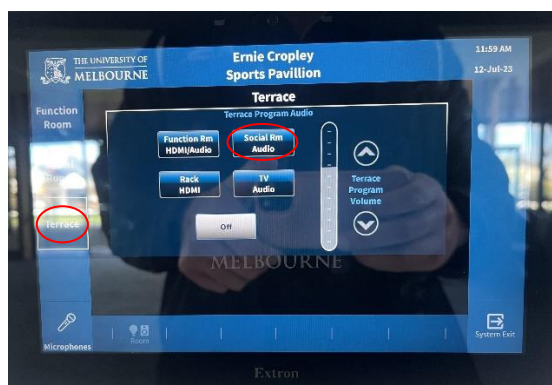 THE UNIVERSITY OF
MELBOURNE
Ernie Cropley
Sports Pavillion
11:59 AM
12-Jul-23
Function
Room
Terrace
Terrace Program Audio
Function Rm
HDMI/Audio
Social Rm
Audio
Rack
HDMI
TV
Audio
Off
Terrace
Program
Volume
Terrace
MELBOURNE
Microphones
Room
System Exit
Extron